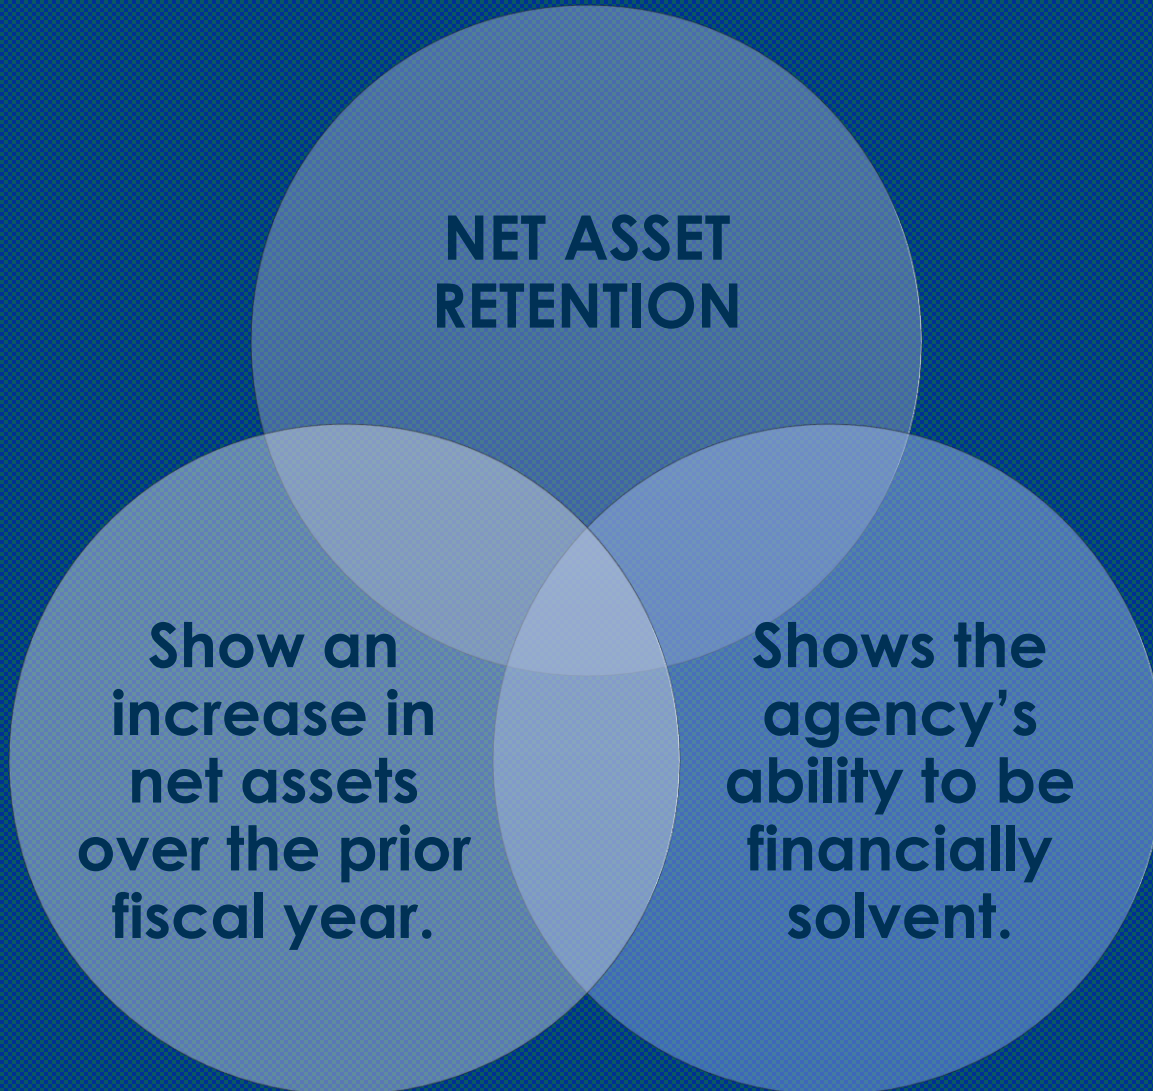 NET ASSET
RETENTION
Show an
increase in
net assets
over the prior
fiscal year.
Shows the
agency’s
ability to be
financially
solvent.